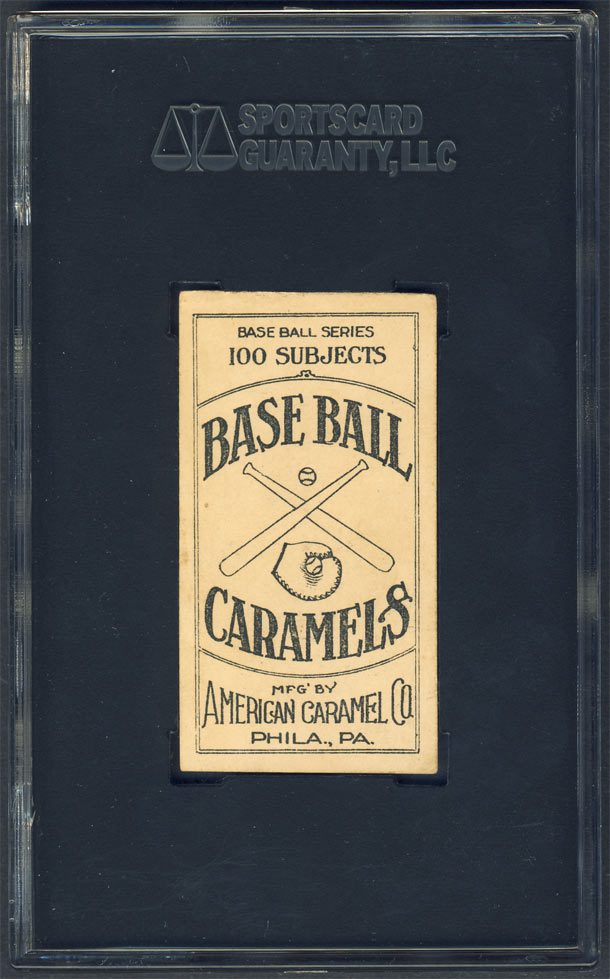 SPORTSCARD
GUARANTY, LLC
BASE BALL SERIES
100 SUBJECTS
BASE BALL
CARAMELS
MFG' BY
AMERICAN CARAMEL Co
PHILA., PA.